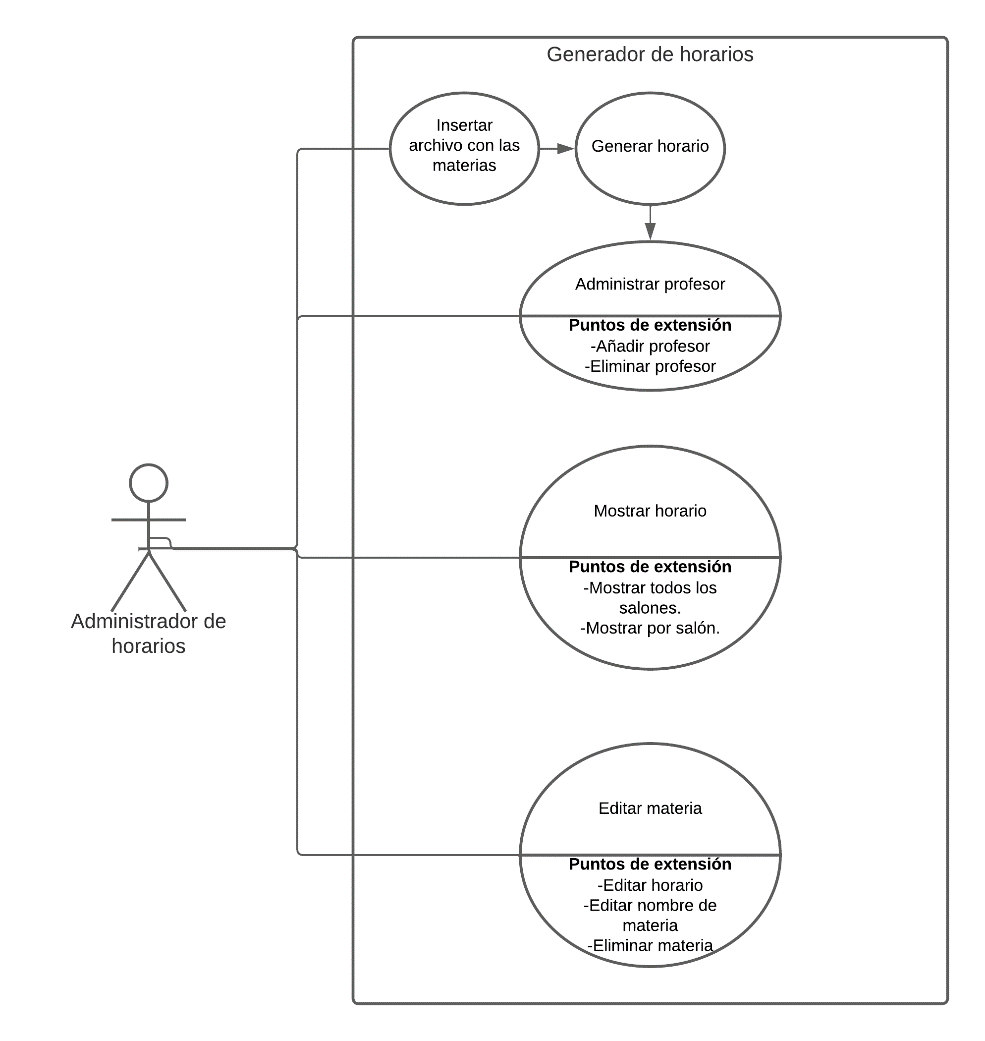 Generador de horarios
Insertar
archivo con las
materias
Generar horario
Administrar profesor
Puntos de extensión
-Añadir profesor
-Eliminar profesor
Mostrar horario
Puntos de extensión
-Mostrar todos los
salones.
-Mostrar por salón.
Administrador de
horarios
Editar materia
Puntos de extensión
-Editar horario
-Editar nombre de
materia
-Eliminar materia